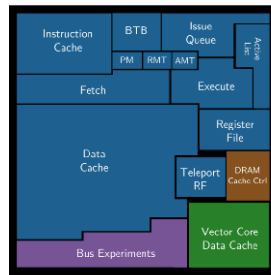 Instruction
Cache
BTB
Issue
Queue
Active
List
PM
RMT
AMT
Fetch
Execute
Register
File
Data
Cache
Teleport
RF
DRAM
Cache Ctrl
Vector Core
Data Cache
Bus Experiments